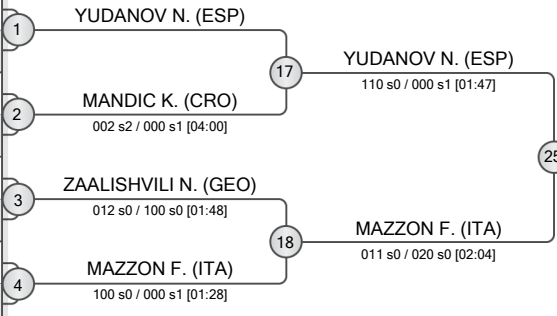 YUDANOV N. (ESP)
1
17
YUDANOV N. (ESP)
110 s0 / 000 s1 [01:47]
MANDIC K. (CRO)
002 s2 / 000 s1 [04:00]
2
25
ZAALISHVILI N. (GEO)
012 s0 / 100 s0 [01:48]
3
18
MAZZON F. (ITA)
011 s0 / 020 s0 [02:04]
MAZZON F. (ITA)
100 s0 / 000 s1 [01:28]
4